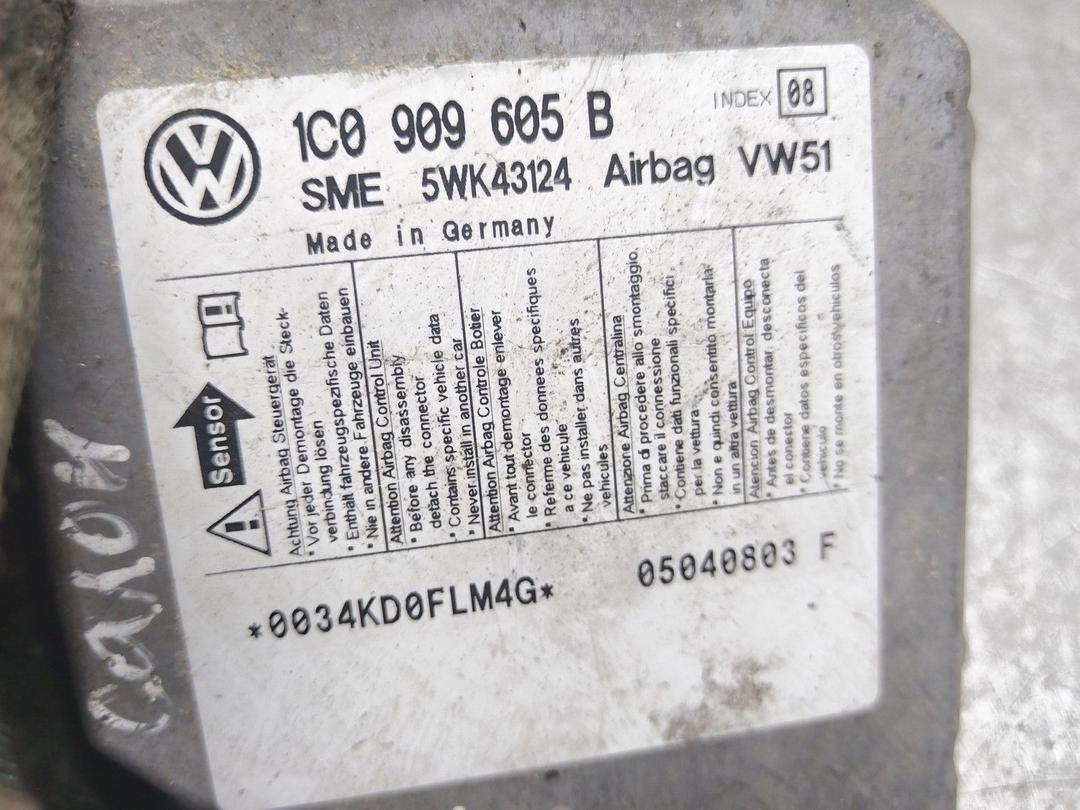 1C0 909 605 B
INDEX 08
SME 5WK43124 Airbag VW51
Made in Germany
Sensor
Achtung Airbag Steuergerät
* Vor jeder Demontage die Steck-
verbindung lösen
* Enthält fahrzeugspezifische Daten
* Nie in andere Fahrzeuge einbauen
Attention Airbag Control Unit
* Before any disassembly
detach the connector
* Contains specific vehicle data
* Never install in another car
Attention Airbag Controle Boîtier
* Avant tout demontage enlever
le connector
* Referme des donnees specifiques
a ce vehicule
* Ne pas installer dans autres
vehicules
Attenzione Airbag Centralina
* Prima di procedere allo smontaggio
staccare il connessione
* Contiene dati funzionali specifici
per la vettura
* Non e quindi consentito montarla
in un altra vettura
Atencion Airbag Control Equipo
* Antes de desmontar desconecta
el conector
* Contiene datos especificos del
vehiculo
* No se monte en otros vehiculos
*0034KD0FLM4G*
05040803 F